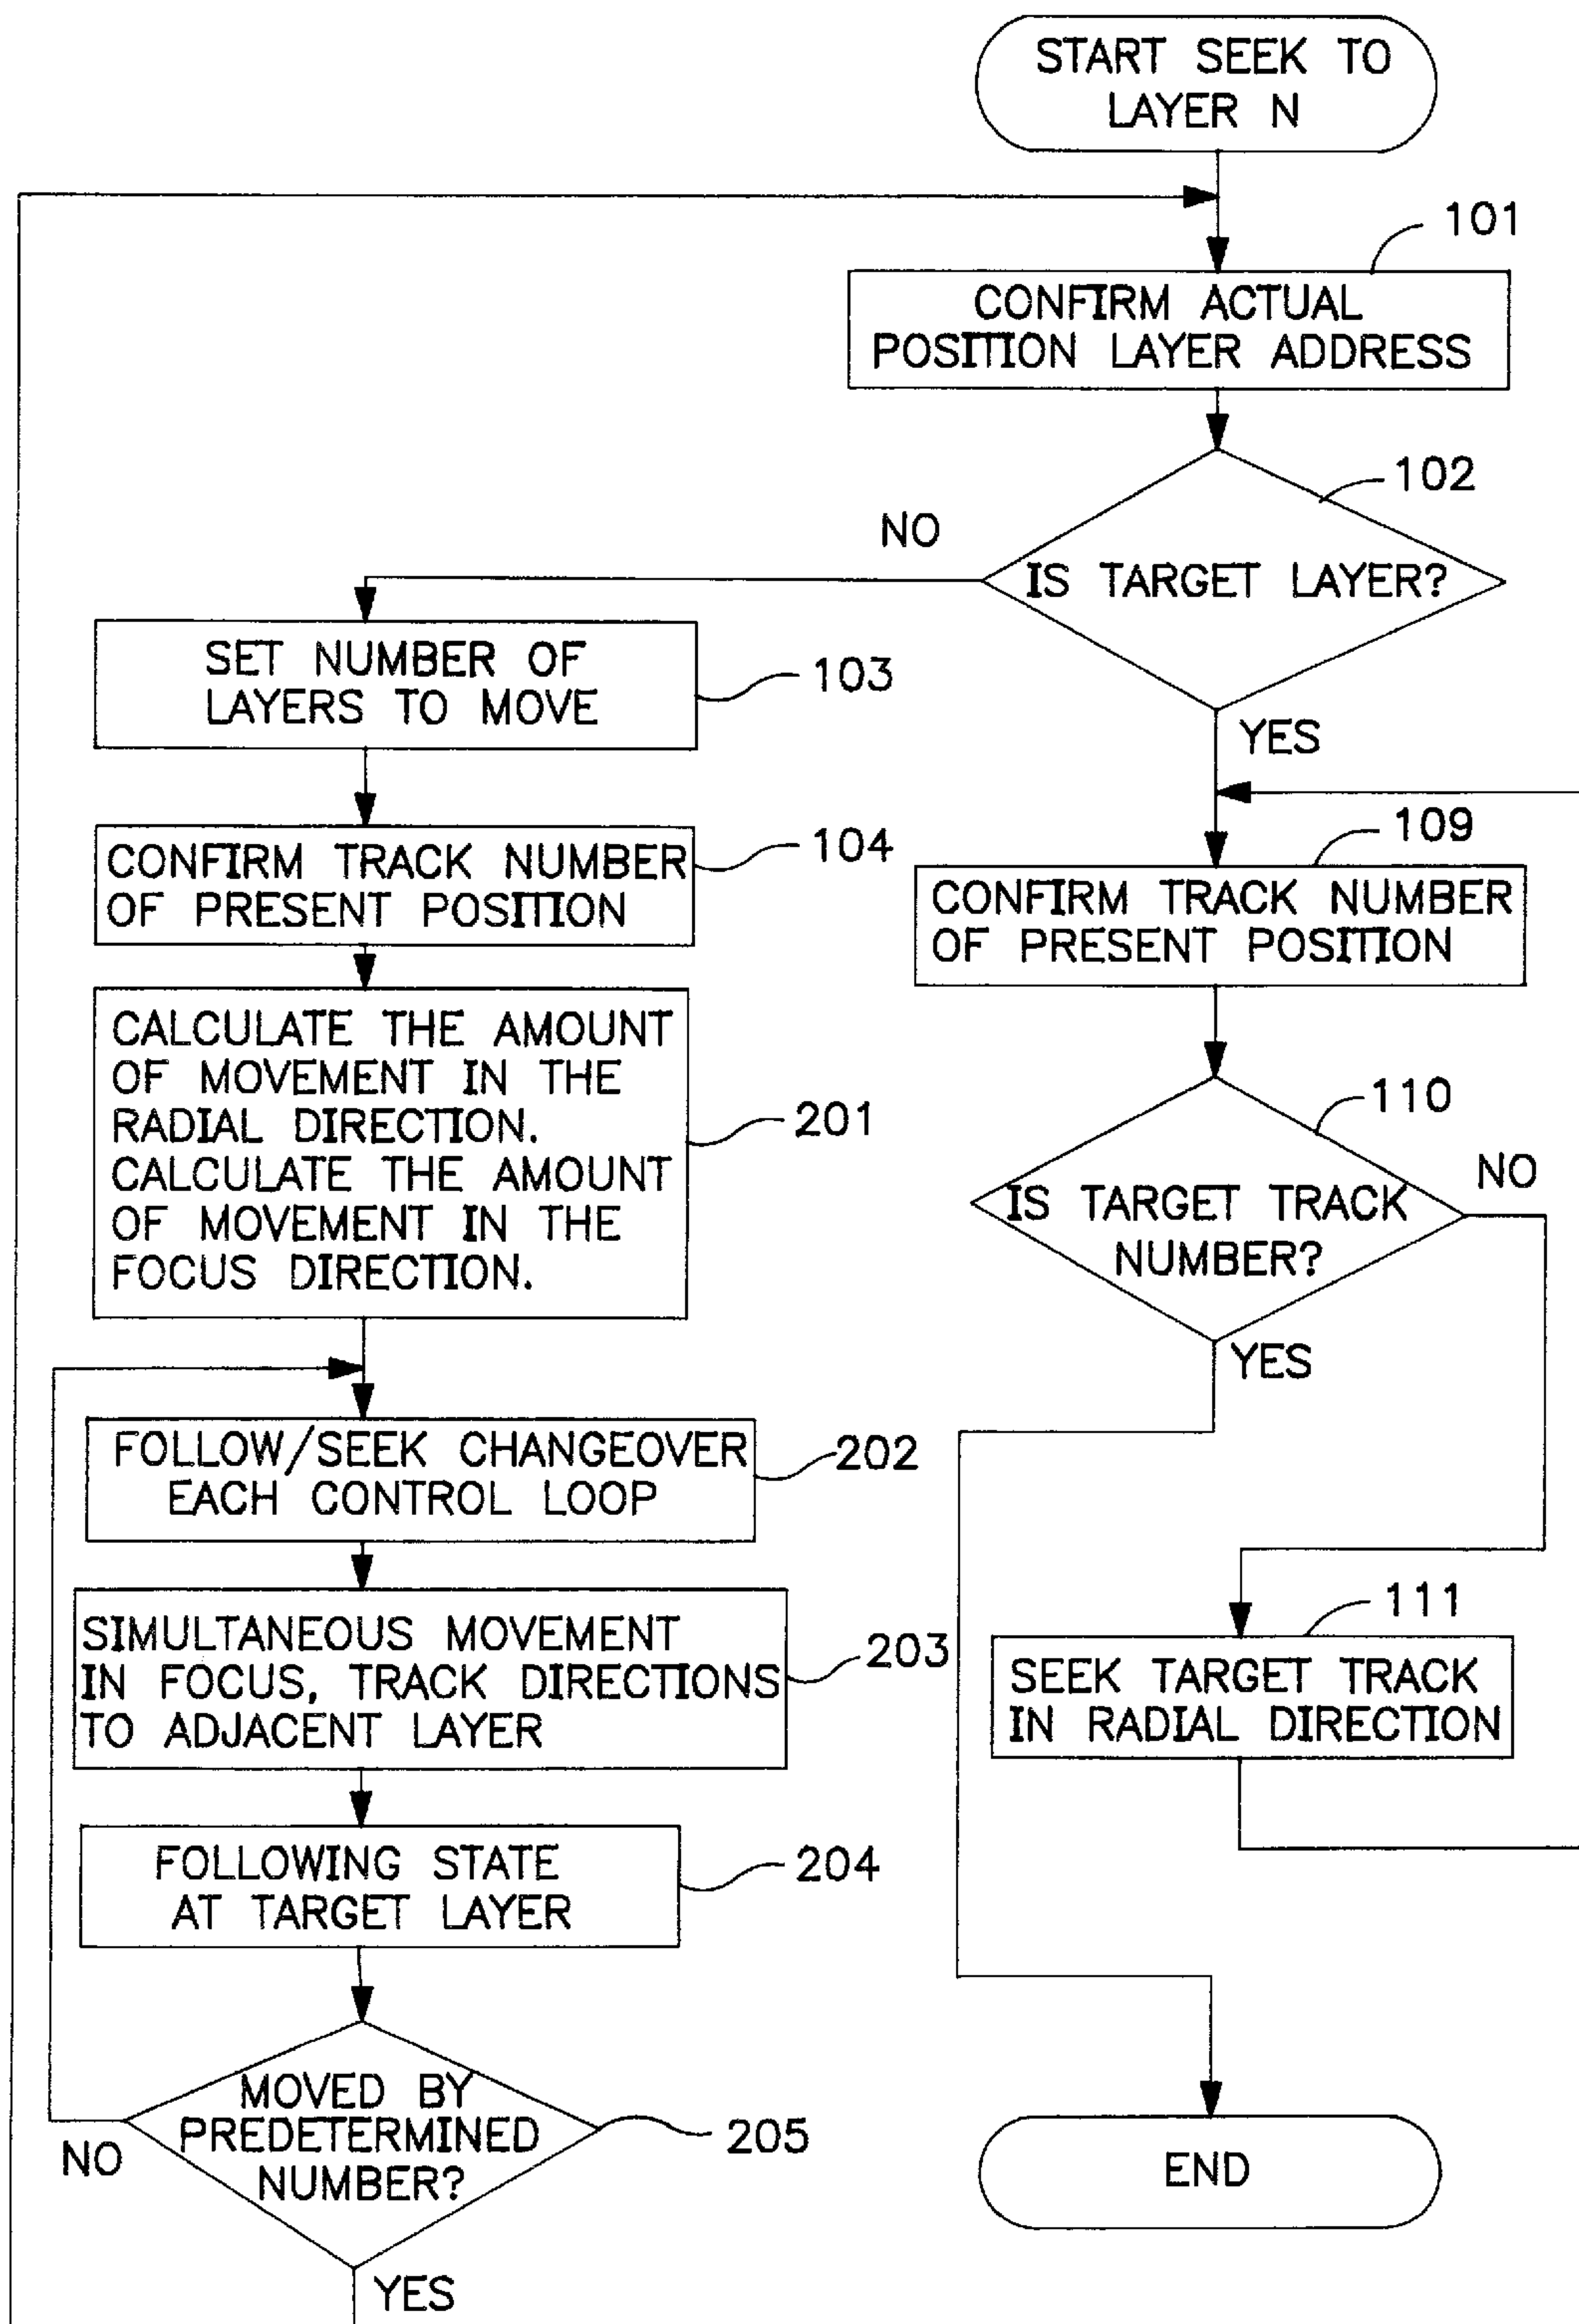 START SEEK TO
LAYER N
101
CONFIRM ACTUAL
POSITION LAYER ADDRESS
102
NO
IS TARGET LAYER?
YES
SET NUMBER OF
LAYERS TO MOVE
103
CONFIRM TRACK NUMBER
OF PRESENT POSITION
104
CALCULATE THE AMOUNT
OF MOVEMENT IN THE
RADIAL DIRECTION.
CALCULATE THE AMOUNT
OF MOVEMENT IN THE
FOCUS DIRECTION.
201
FOLLOW/SEEK CHANGEOVER
EACH CONTROL LOOP
202
SIMULTANEOUS MOVEMENT
IN FOCUS, TRACK DIRECTIONS
TO ADJACENT LAYER
203
FOLLOWING STATE
AT TARGET LAYER
204
MOVED BY
PREDETERMINED
NUMBER?
205
NO
YES
109
CONFIRM TRACK NUMBER
OF PRESENT POSITION
110
NO
IS TARGET TRACK
NUMBER?
YES
111
SEEK TARGET TRACK
IN RADIAL DIRECTION
END